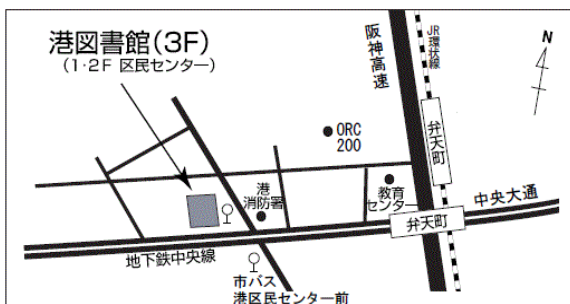 港図書館(3F)
(1・2F 区民センター)
阪神高速
JR環状線
N
ORC
200
弁天町
港
消防署
教育
センター
中央大通
弁天町
地下鉄中央線
市バス
港区民センター前